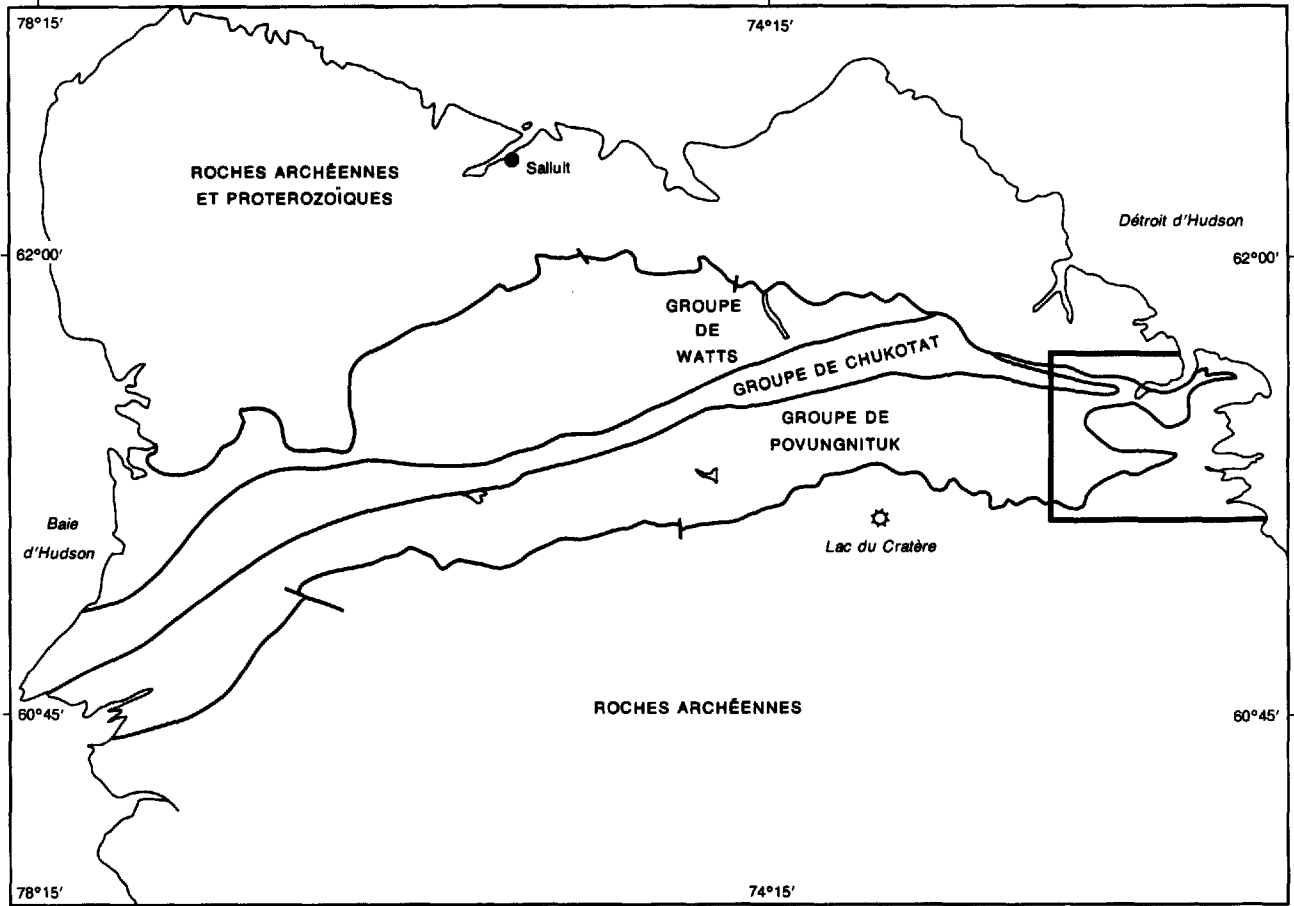 78°15'
74°15'
ROCHES ARCHÉENNES
ET PROTEROZOÏQUES
Salluit
Détroit d'Hudson
62°00'
62°00'
GROUPE
DE
WATTS
GROUPE DE CHUKOTAT
GROUPE DE
POVUNGNITUK
Baie
d'Hudson
Lac du Cratère
ROCHES ARCHÉENNES
60°45'
60°45'
78°15'
74°15'